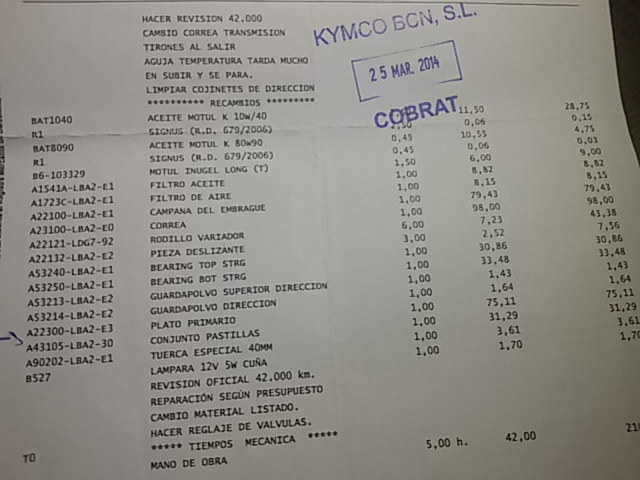 HACER REVISION 42.000
CAMBIO CORREA TRANSMISION
TIRONES AL SALIR
AGUJA TEMPERATURA TARDA MUCHO
EN SUBIR Y SE PARA.
LIMPIAR COJINETES DE DIRECCION
KYMCO BCN, S.L.
25 MAR. 2014
COBRAT
********** RECAMBIOS *********
BAT1040 ACEITE MOTUL K 10W/40 11,50 28,75
R1 SIGNUS (R.D. 679/2006) 2,50 0,06 0,15
BAT8090 ACEITE MOTUL K 80W90 0,45 10,55 4,75
R1 SIGNUS (R.D. 679/2006) 0,45 0,06 0,03
B6-103329 MOTUL INUGEL LONG (T) 1,50 6,00 9,00
A1541A-LBA2-E1 FILTRO ACEITE 1,00 8,82 8,82
A1723C-LBA2-E1 FILTRO DE AIRE 1,00 8,15 8,15
A22100-LBA2-E1 CAMPANA DEL EMBRAGUE 1,00 79,43 79,43
A23100-LBA2-E0 CORREA 1,00 98,00 98,00
A22121-LDG7-92 RODILLO VARIADOR 6,00 7,23 43,38
A22132-LBA2-E2 PIEZA DESLIZANTE 3,00 2,52 7,56
A53240-LBA2-E1 BEARING TOP STRG 1,00 30,86 30,86
A53250-LBA2-E1 BEARING BOT STRG 1,00 33,48 33,48
A53213-LBA2-E2 GUARDAPOLVO SUPERIOR DIRECCION 1,00 1,43 1,43
A53214-LBA2-E2 GUARDAPOLVO DIRECCION 1,00 1,64 1,64
A22300-LBA2-E3 PLATO PRIMARIO 1,00 75,11 75,11
A43105-LBA2-30 CONJUNTO PASTILLAS 1,00 31,29 31,29
A90202-LBA2-E1 TUERCA ESPECIAL 40MM 1,00 3,61 3,61
B527 LAMPARA 12V 5W CUÑA 1,00 1,70 1,70
REVISION OFICIAL 42.000 km.
REPARACIÓN SEGÚN PRESUPUESTO
CAMBIO MATERIAL LISTADO.
HACER REGLAJE DE VALVULAS.
***** TIEMPOS MECANICA *****
TO MANO DE OBRA 5,00 h. 42,00